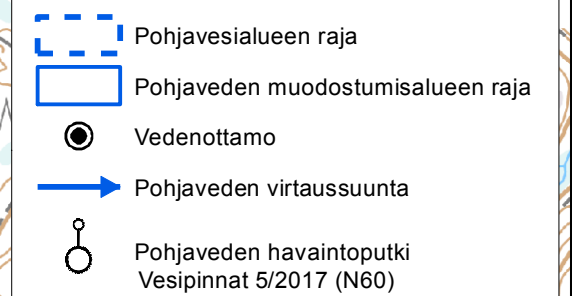 Pohjavesialueen raja
Pohjaveden muodostumisalueen raja
Vedenottamo
Pohjaveden virtaussuunta
Pohjaveden havaintoputki
Vesipinnat 5/2017 (N60)